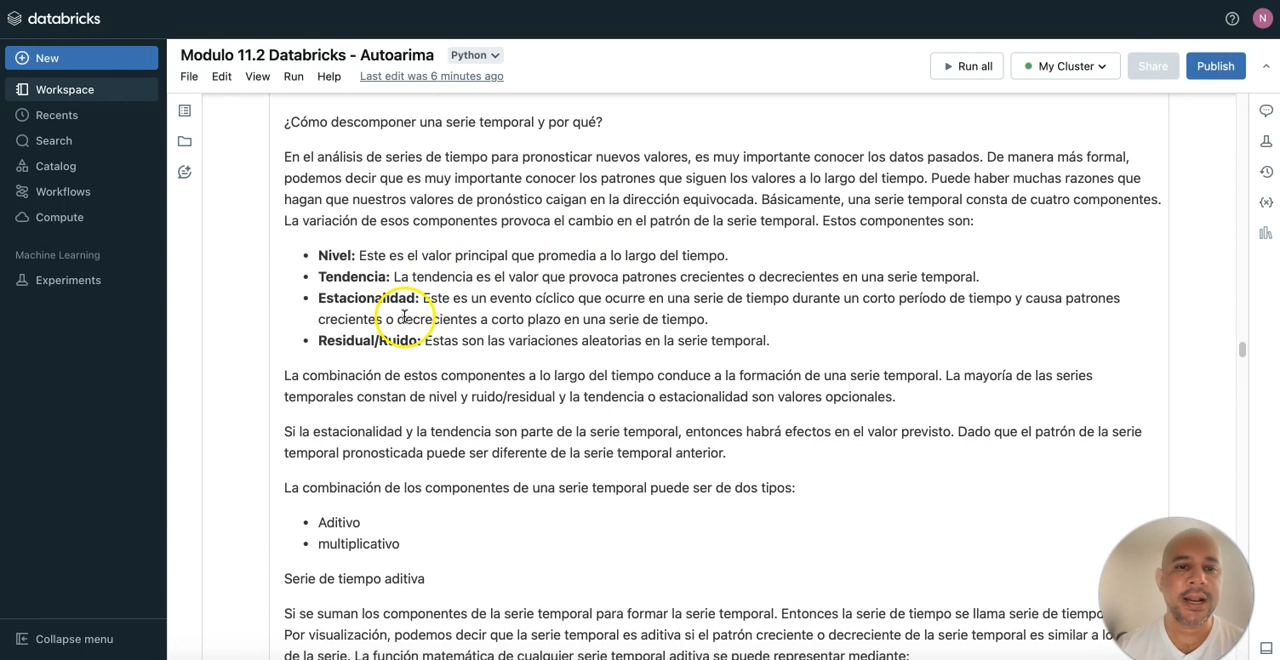 databricks
N
New
Modulo 11.2 Databricks - Autoarima
Python
File Edit View Run Help Last edit was 6 minutes ago
Run all
My Cluster
Share
Publish
Workspace
Recents
Search
Catalog
Workflows
Compute
Machine Learning
Experiments
Collapse menu
¿Cómo descomponer una serie temporal y por qué?
En el análisis de series de tiempo para pronosticar nuevos valores, es muy importante conocer los datos pasados. De manera más formal,
podemos decir que es muy importante conocer los patrones que siguen los valores a lo largo del tiempo. Puede haber muchas razones que
hagan que nuestros valores de pronóstico caigan en la dirección equivocada. Básicamente, una serie temporal consta de cuatro componentes.
La variación de esos componentes provoca el cambio en el patrón de la serie temporal. Estos componentes son:
• Nivel: Este es el valor principal que promedia a lo largo del tiempo.
• Tendencia: La tendencia es el valor que provoca patrones crecientes o decrecientes en una serie temporal.
• Estacionalidad: Este es un evento cíclico que ocurre en una serie de tiempo durante un corto período de tiempo y causa patrones
crecientes o decrecientes a corto plazo en una serie de tiempo.
• Residual/Ruido: Estas son las variaciones aleatorias en la serie temporal.
La combinación de estos componentes a lo largo del tiempo conduce a la formación de una serie temporal. La mayoría de las series
temporales constan de nivel y ruido/residual y la tendencia o estacionalidad son valores opcionales.
Si la estacionalidad y la tendencia son parte de la serie temporal, entonces habrá efectos en el valor previsto. Dado que el patrón de la serie
temporal pronosticada puede ser diferente de la serie temporal anterior.
La combinación de los componentes de una serie temporal puede ser de dos tipos:
• Aditivo
• multiplicativo
Serie de tiempo aditiva
Si se suman los componentes de la serie temporal para formar la serie temporal. Entonces la serie de tiempo se llama serie de tiempo
Por visualización, podemos decir que la serie temporal es aditiva si el patrón creciente o decreciente de la serie temporal es similar a lo
de la serie. La función matemática de cualquier serie temporal aditiva se puede representar mediante: